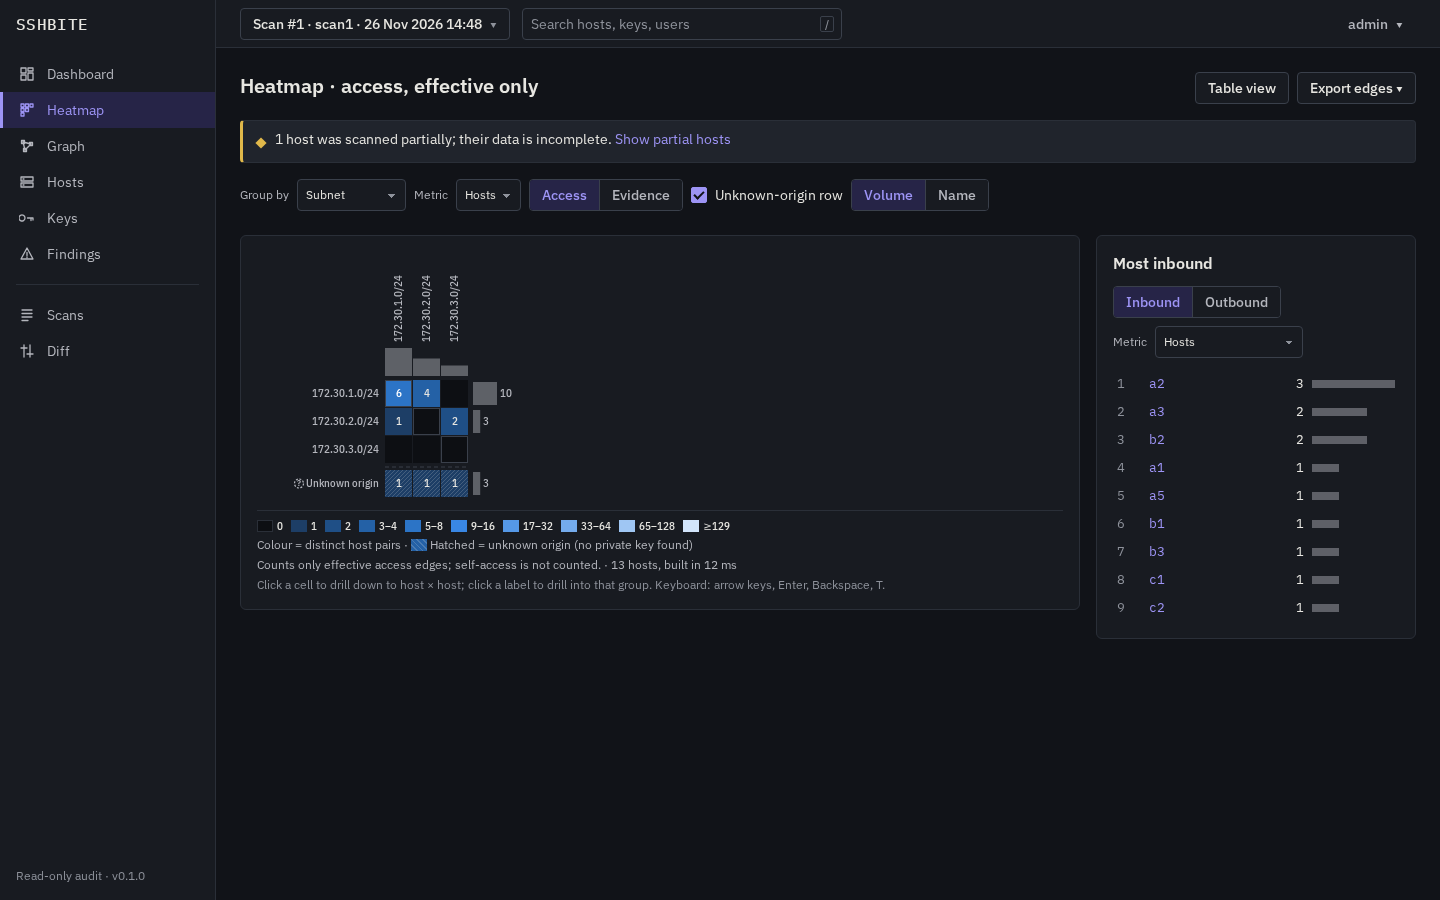 SSHBITE
Scan #1 · scan1 · 26 Nov 2026 14:48 ▾
Search hosts, keys, users /
admin ▾
Dashboard
Heatmap
Graph
Hosts
Keys
Findings
Scans
Diff
Read-only audit · v0.1.0
Heatmap · access, effective only
Table view
Export edges ▾
1 host was scanned partially; their data is incomplete. Show partial hosts
Group by Subnet Metric Hosts Access Evidence Unknown-origin row Volume Name
172.30.1.0/24
172.30.2.0/24
172.30.3.0/24
172.30.1.0/24 6 4 10
172.30.2.0/24 1 2 3
172.30.3.0/24
? Unknown origin 1 1 1 3
0 1 2 3–4 5–8 9–16 17–32 33–64 65–128 ≥129
Colour = distinct host pairs · Hatched = unknown origin (no private key found)
Counts only effective access edges; self-access is not counted. · 13 hosts, built in 12 ms
Click a cell to drill down to host × host; click a label to drill into that group. Keyboard: arrow keys, Enter, Backspace, T.
Most inbound
Inbound Outbound
Metric Hosts
1 a2 3
2 a3 2
3 b2 2
4 a1 1
5 a5 1
6 b1 1
7 b3 1
8 c1 1
9 c2 1